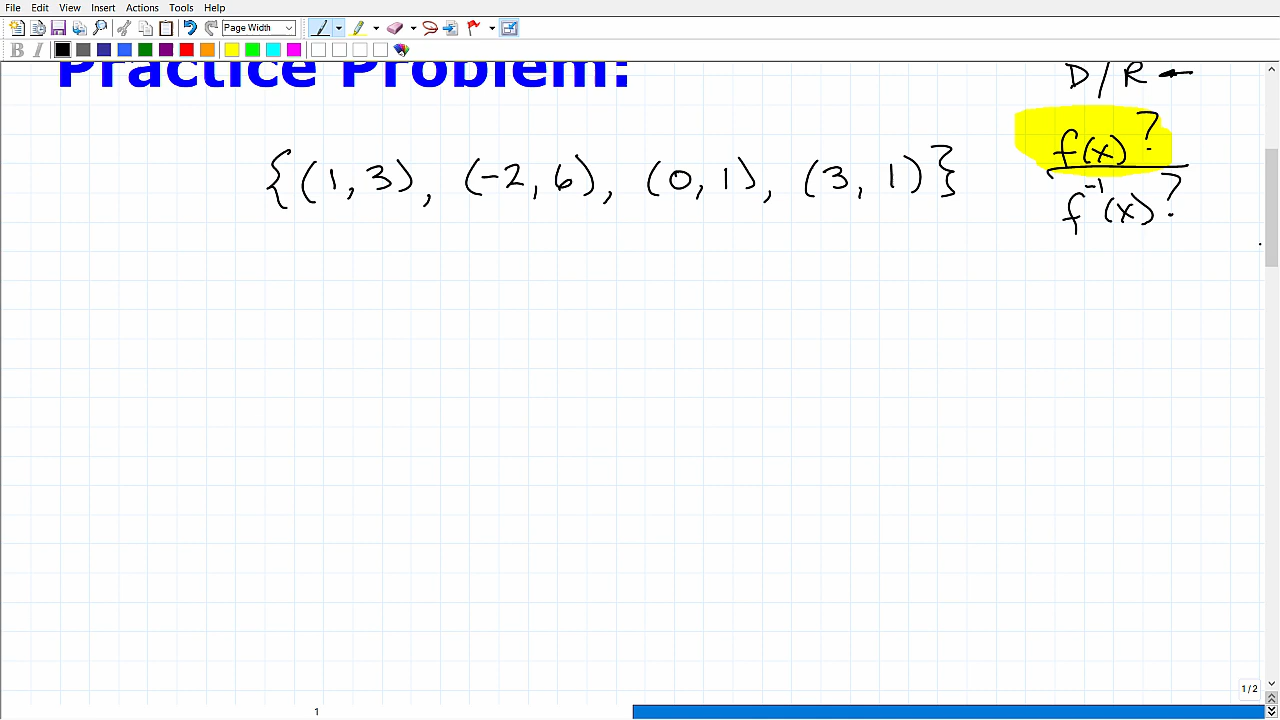 File Edit View Insert Actions Tools Help
Page Width
B I
Practice Problem:
D/R ←
{(1,3), (-2,6), (0,1), (3,1)}
f(x)?
f⁻¹(x)?
1/2
1